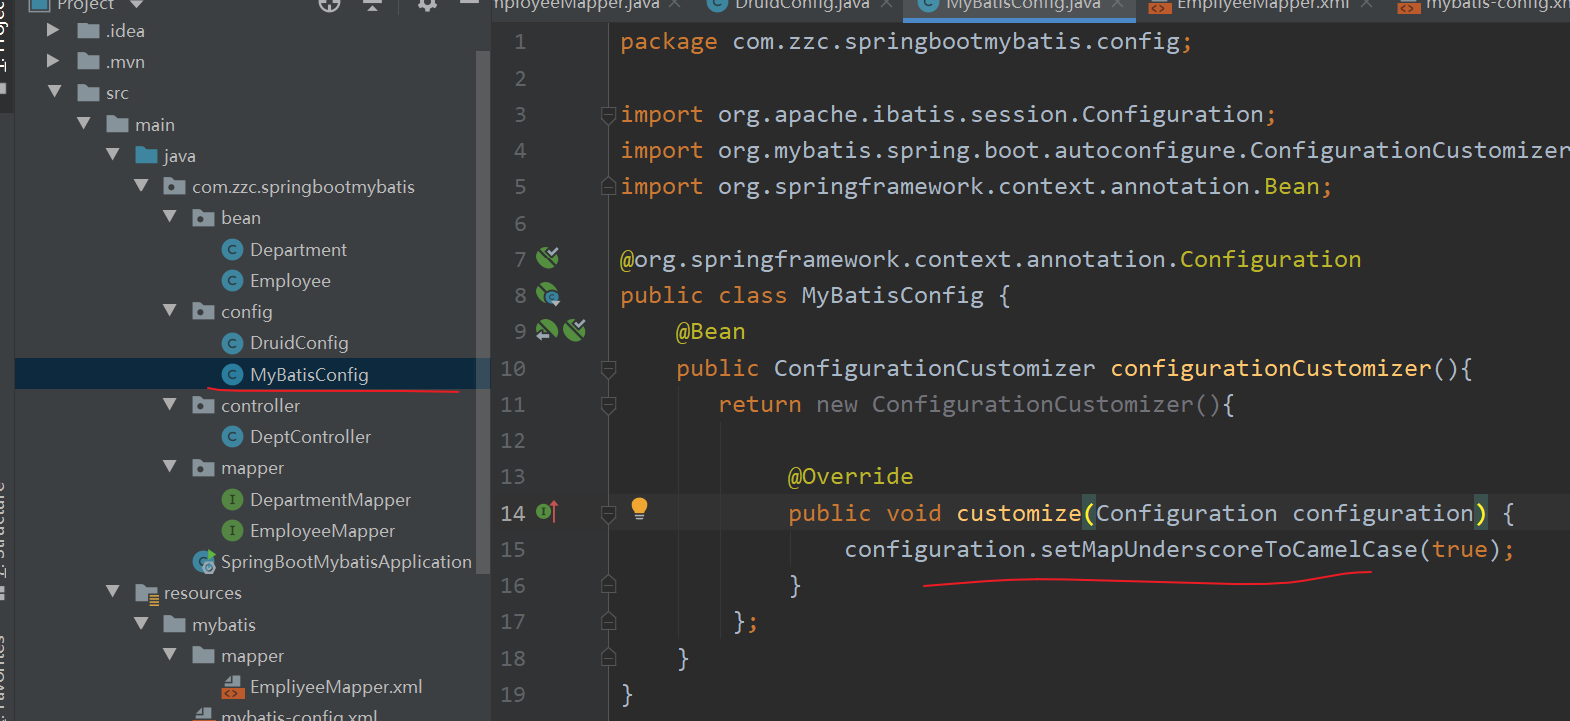 Project
mployeeMapper.java
DruidConfig.java
MyBatisConfig.java
EmpliyeeMapper.xml
mybatis-config.xm
.idea
.mvn
src
main
java
com.zzc.springbootmybatis
bean
Department
Employee
config
DruidConfig
MyBatisConfig
controller
DeptController
mapper
DepartmentMapper
EmployeeMapper
SpringBootMybatisApplication
resources
mybatis
mapper
EmpliyeeMapper.xml
mybatis-config.xml
1 package com.zzc.springbootmybatis.config;
2
3 import org.apache.ibatis.session.Configuration;
4 import org.mybatis.spring.boot.autoconfigure.ConfigurationCustomizer
5 import org.springframework.context.annotation.Bean;
6
7 @org.springframework.context.annotation.Configuration
8 public class MyBatisConfig {
9 @Bean
10 public ConfigurationCustomizer configurationCustomizer(){
11 return new ConfigurationCustomizer(){
12
13 @Override
14 public void customize(Configuration configuration) {
15 configuration.setMapUnderscoreToCamelCase(true);
16 }
17 };
18 }
19 }